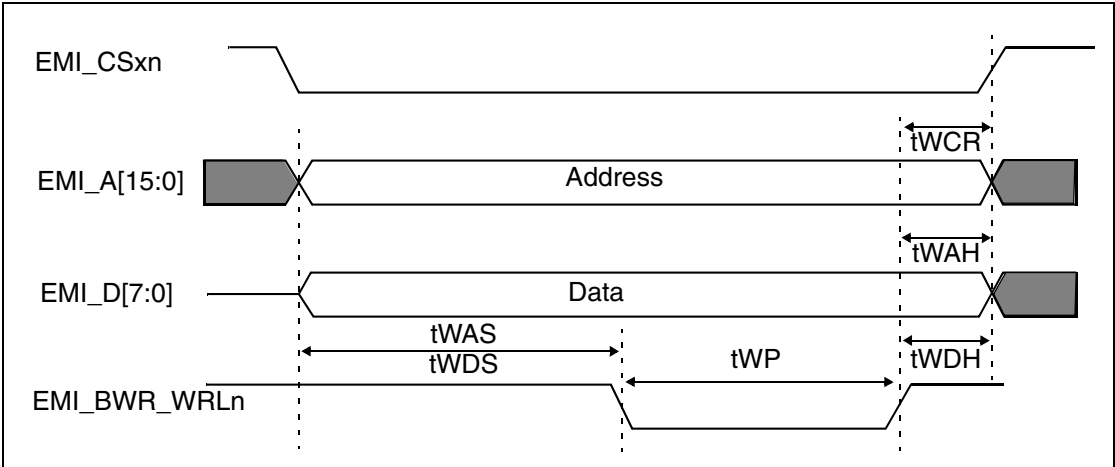 EMI_CSxn
tWCR
EMI_A[15:0]
Address
tWAH
EMI_D[7:0]
Data
tWAS
tWDS
tWP
tWDH
EMI_BWR_WRLn